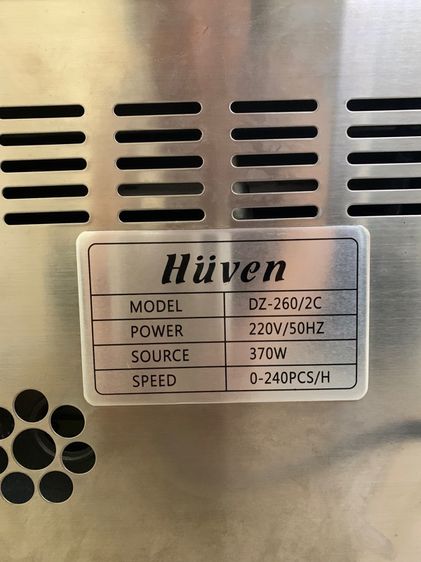 Hüven
MODEL DZ-260/2C
POWER 220V/50HZ
SOURCE 370W
SPEED 0-240PCS/H